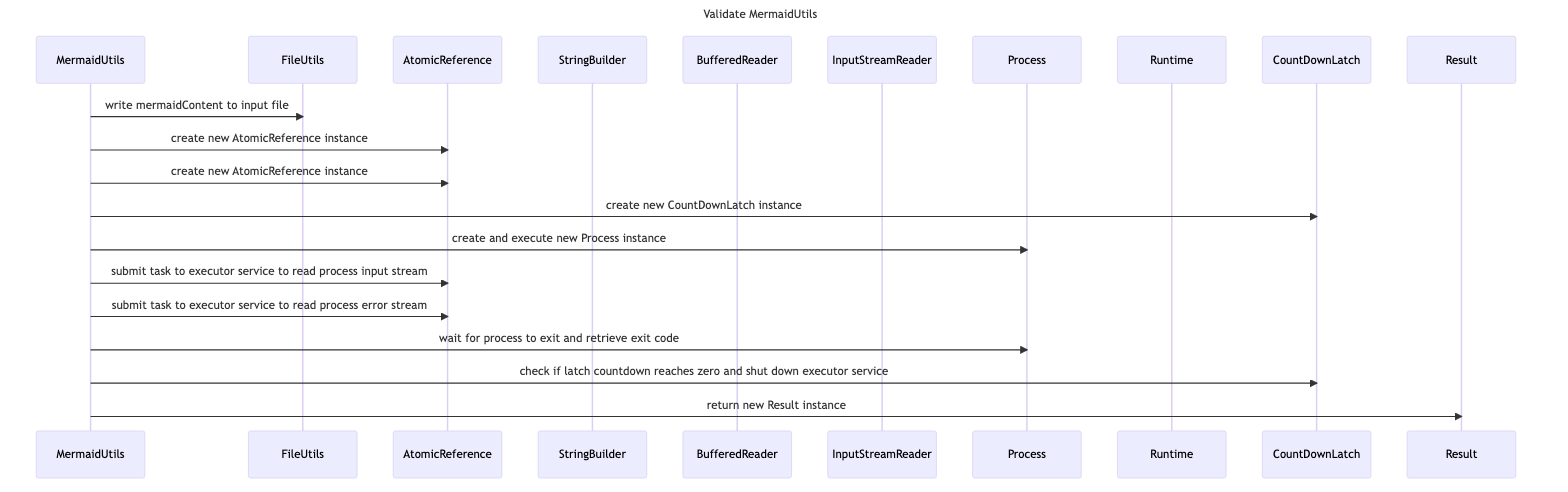 Validate MermaidUtils
MermaidUtils FileUtils AtomicReference StringBuilder BufferedReader InputStreamReader Process Runtime CountDownLatch Result
write mermaidContent to input file
create new AtomicReference instance
create new AtomicReference instance
create new CountDownLatch instance
create and execute new Process instance
submit task to executor service to read process input stream
submit task to executor service to read process error stream
wait for process to exit and retrieve exit code
check if latch countdown reaches zero and shut down executor service
return new Result instance
MermaidUtils FileUtils AtomicReference StringBuilder BufferedReader InputStreamReader Process Runtime CountDownLatch Result